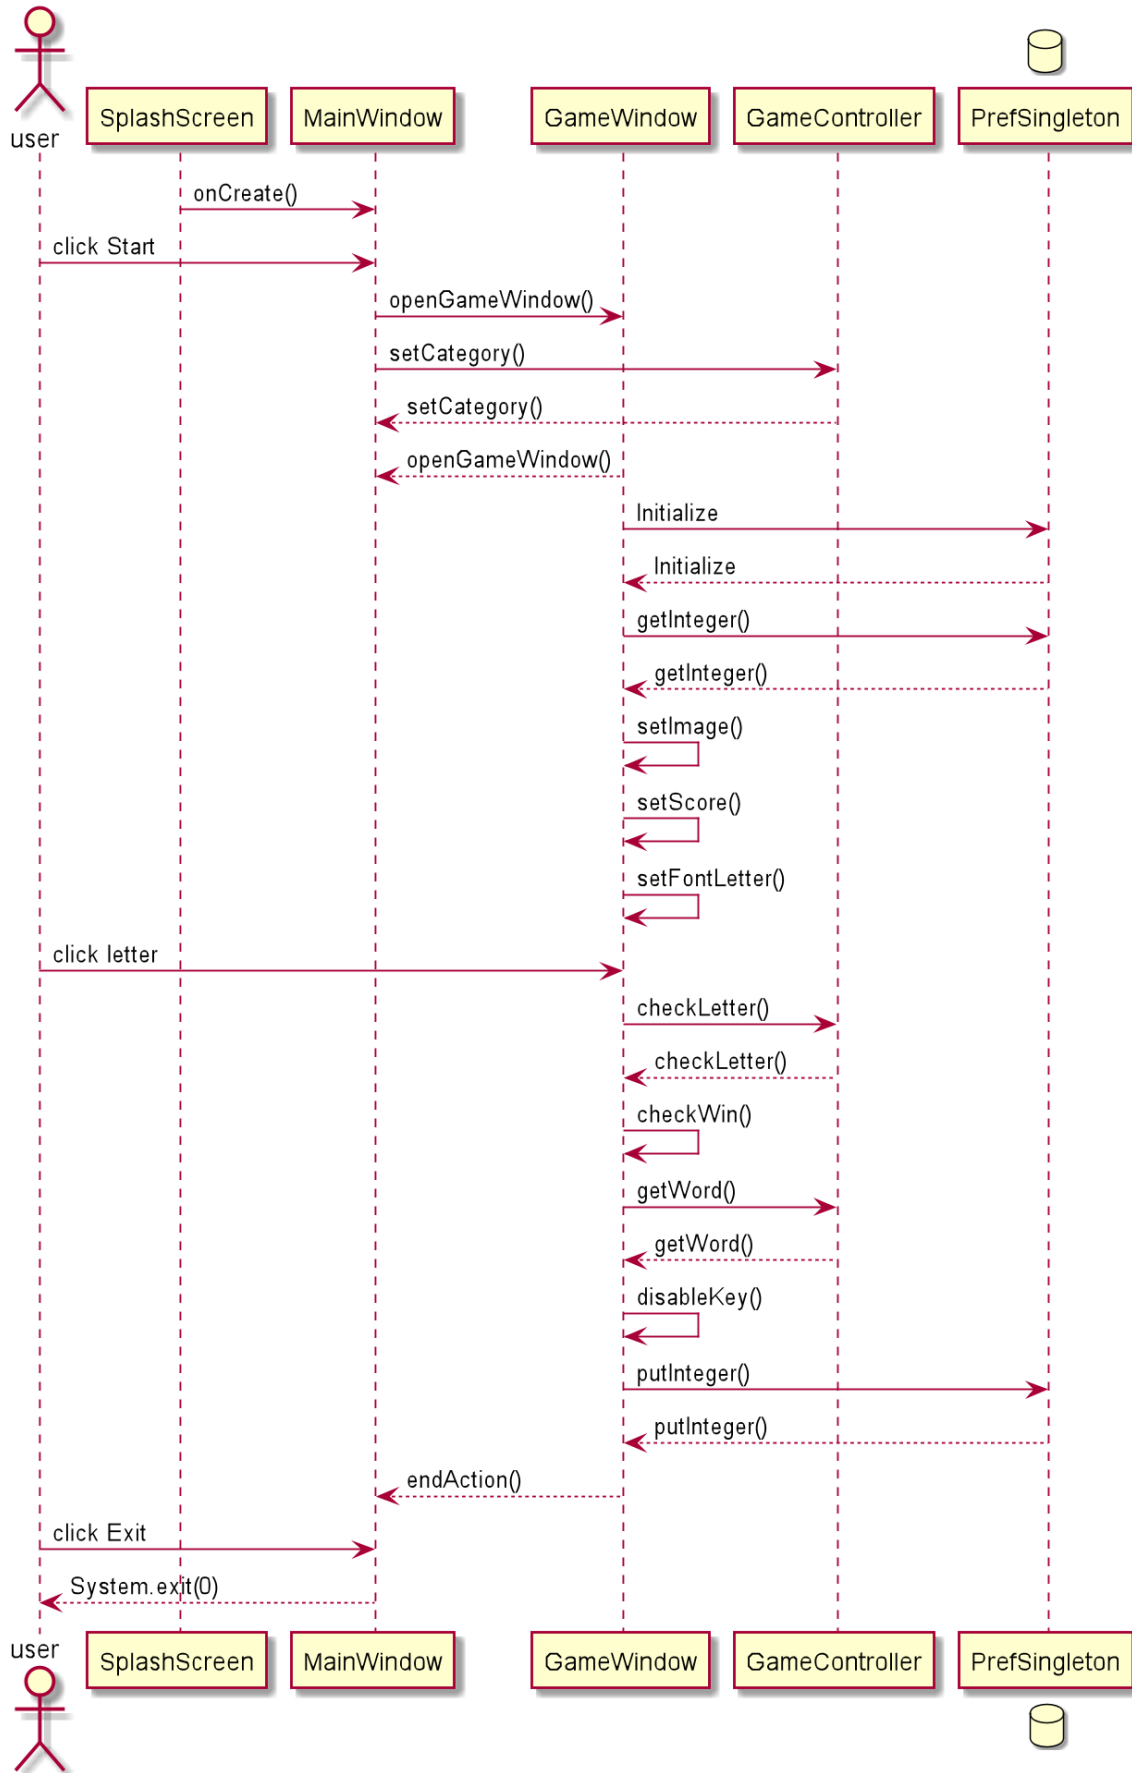 user
SplashScreen
MainWindow
GameWindow
GameController
PrefSingleton
onCreate()
click Start
openGameWindow()
setCategory()
setCategory()
openGameWindow()
Initialize
Initialize
getInteger()
getInteger()
setImage()
setScore()
setFontLetter()
click letter
checkLetter()
checkLetter()
checkWin()
getWord()
getWord()
disableKey()
putInteger()
putInteger()
endAction()
click Exit
System.exit(0)
user
SplashScreen
MainWindow
GameWindow
GameController
PrefSingleton